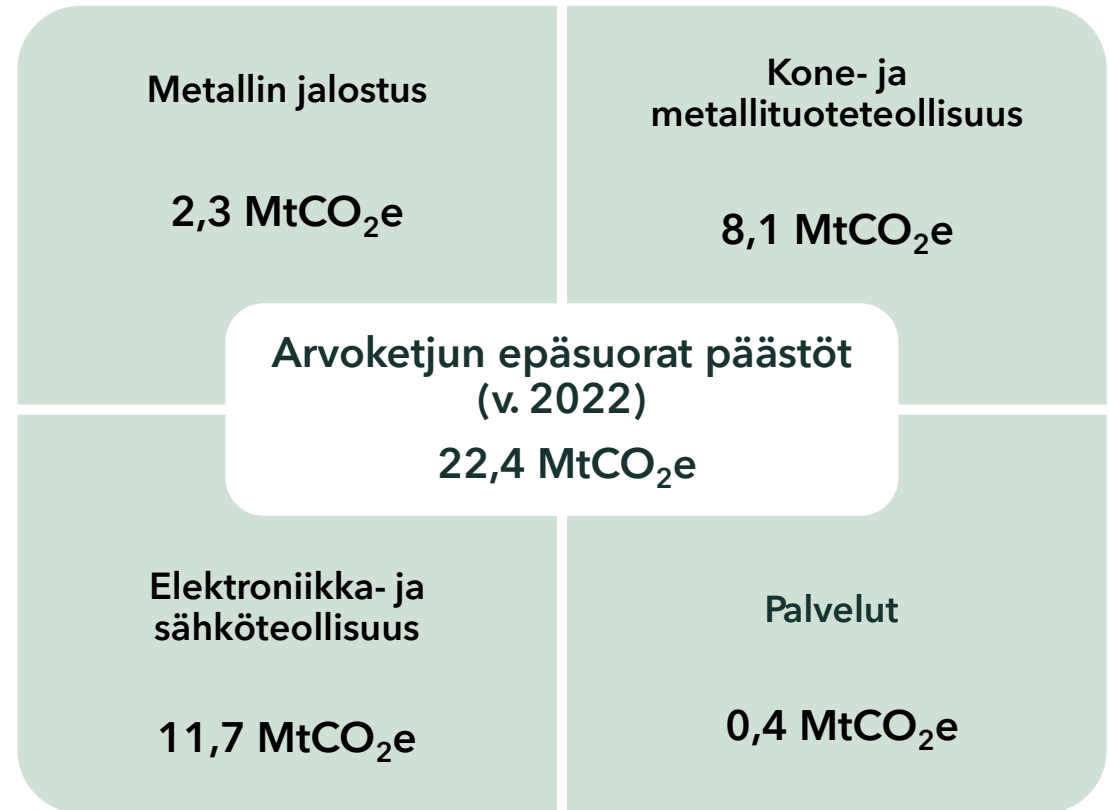 Metallin jalostus
2,3 MtCO₂e
Kone- ja
metallituoteteollisuus
8,1 MtCO₂e
Arvoketjun epäsuorat päästöt
(v. 2022)
22,4 MtCO₂e
Elektroniikka- ja
sähköteollisuus
11,7 MtCO₂e
Palvelut
0,4 MtCO₂e